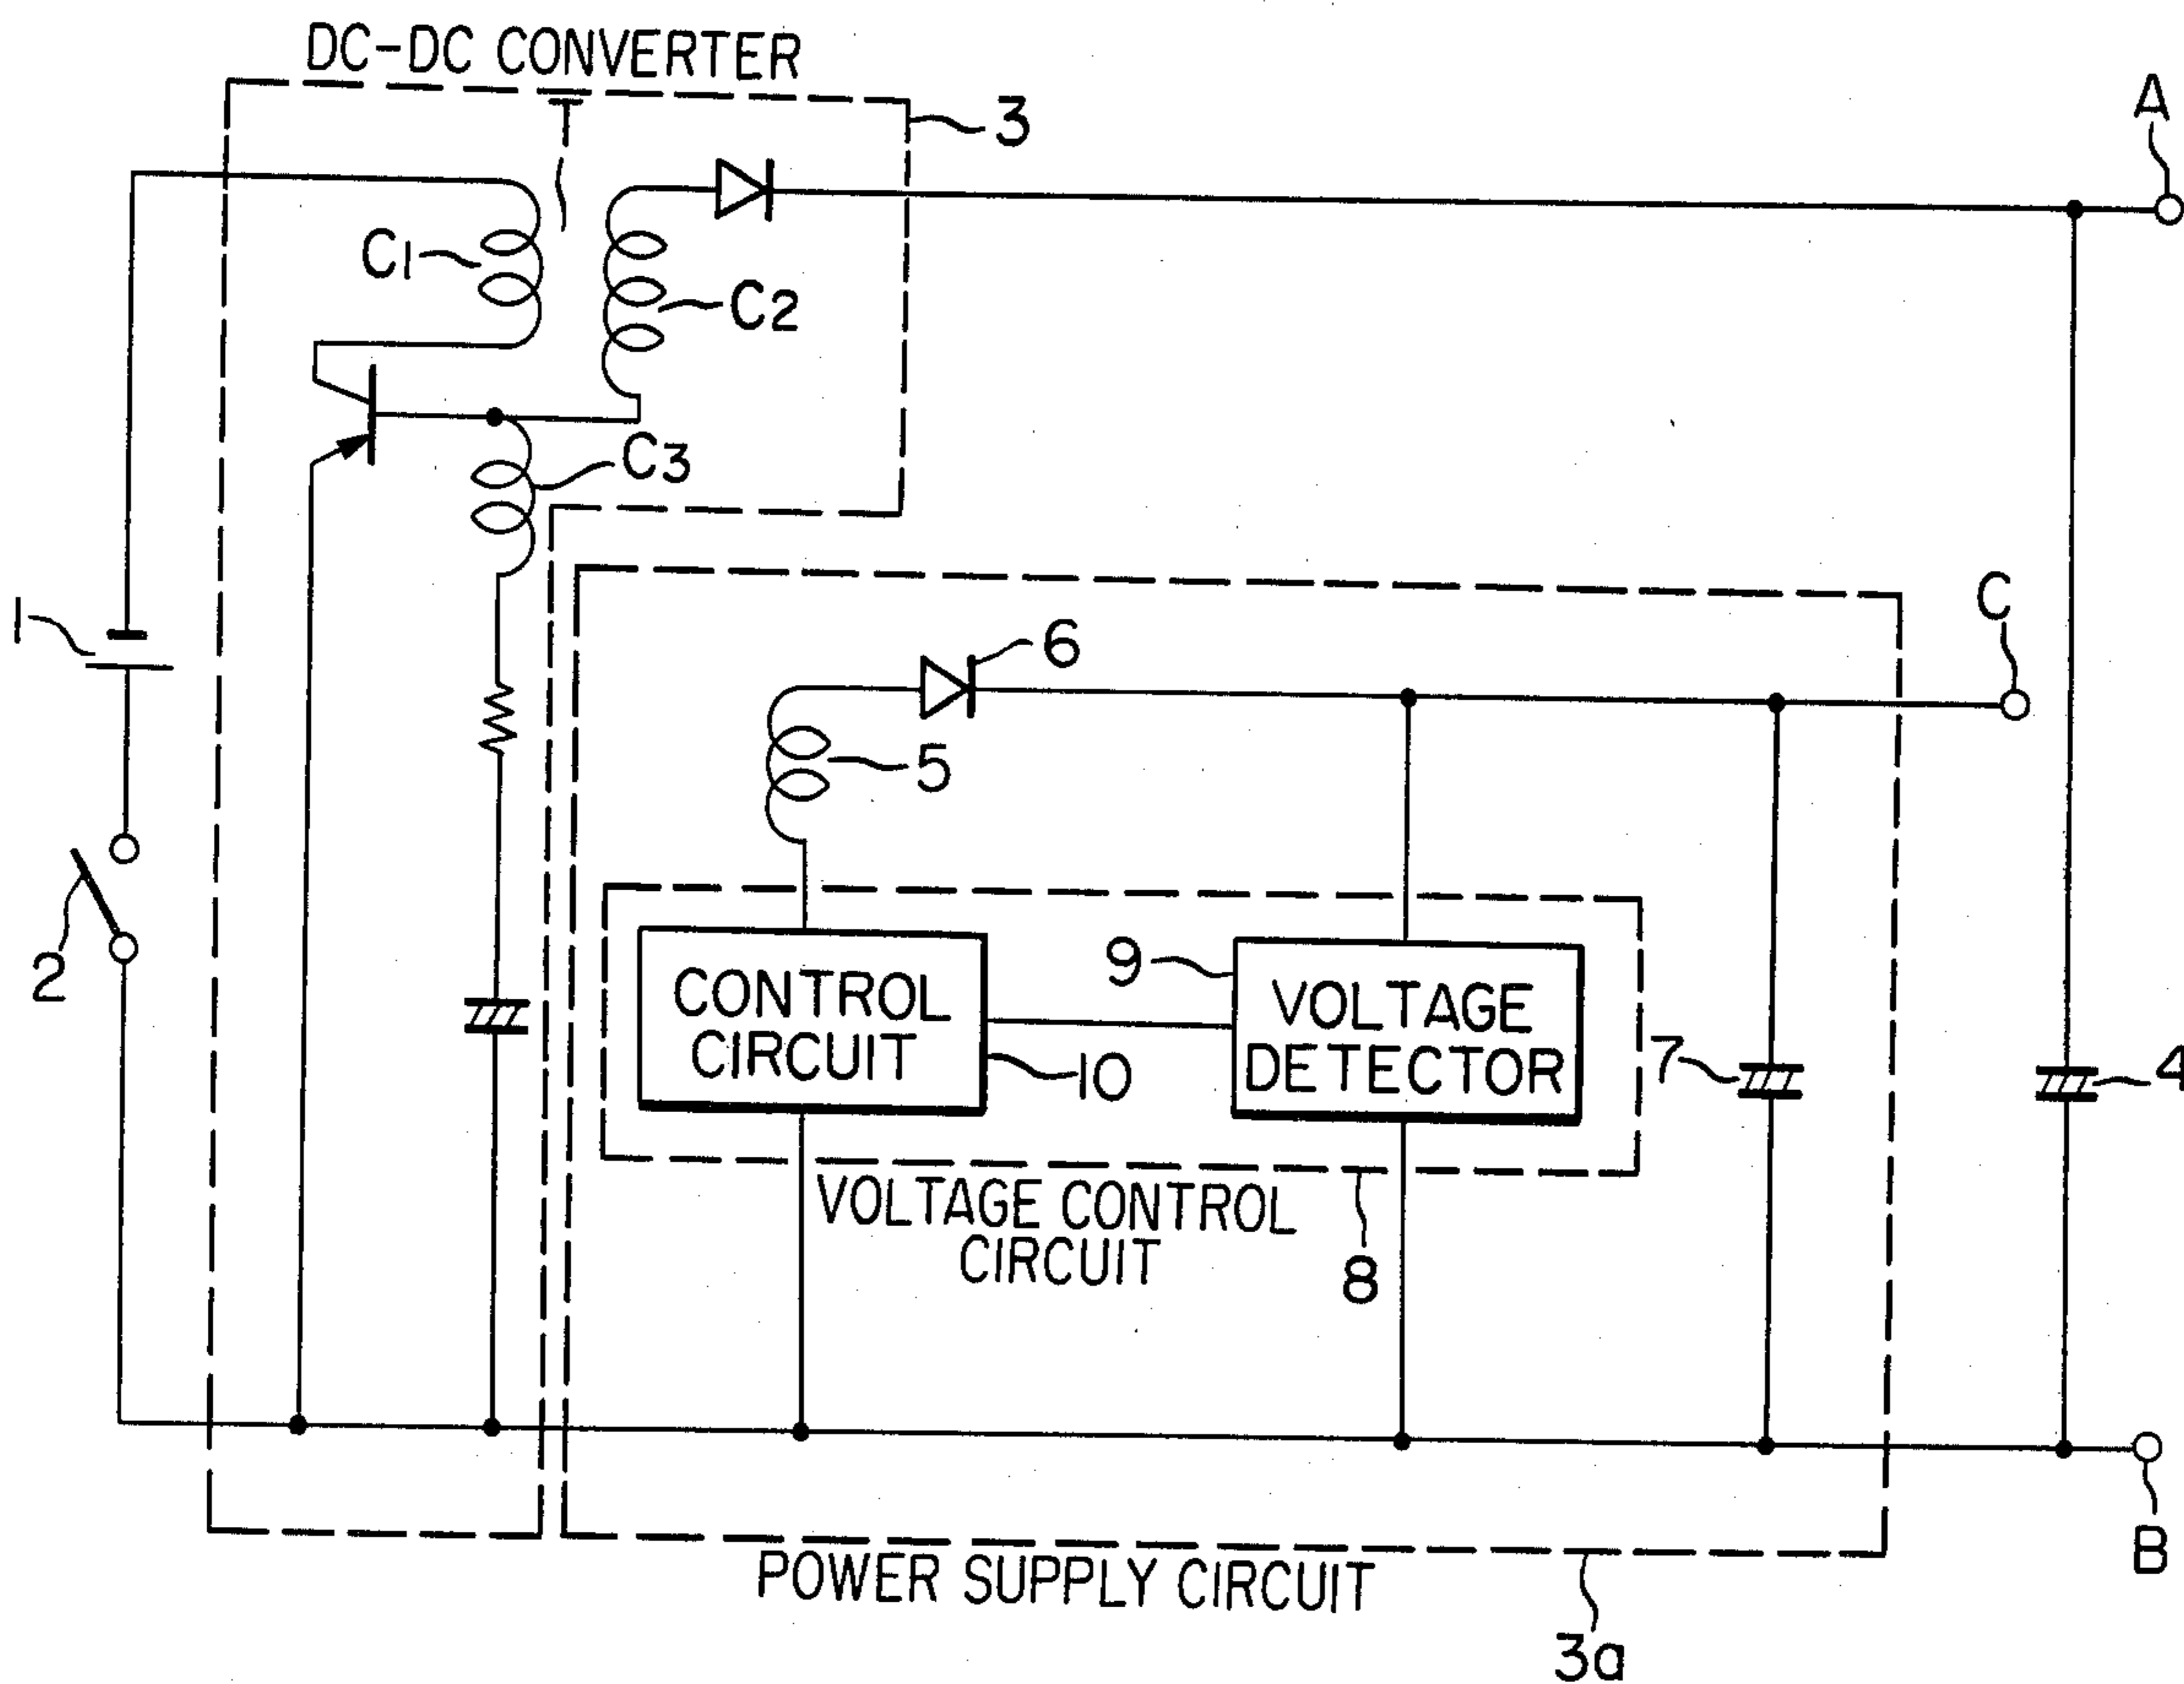 DC-DC CONVERTER
T
3
A
C1
C2
C3
1
C
6
5
2
CONTROL
CIRCUIT
10
9
VOLTAGE
DETECTOR
7
4
VOLTAGE CONTROL
CIRCUIT
8
POWER SUPPLY CIRCUIT
3a
B